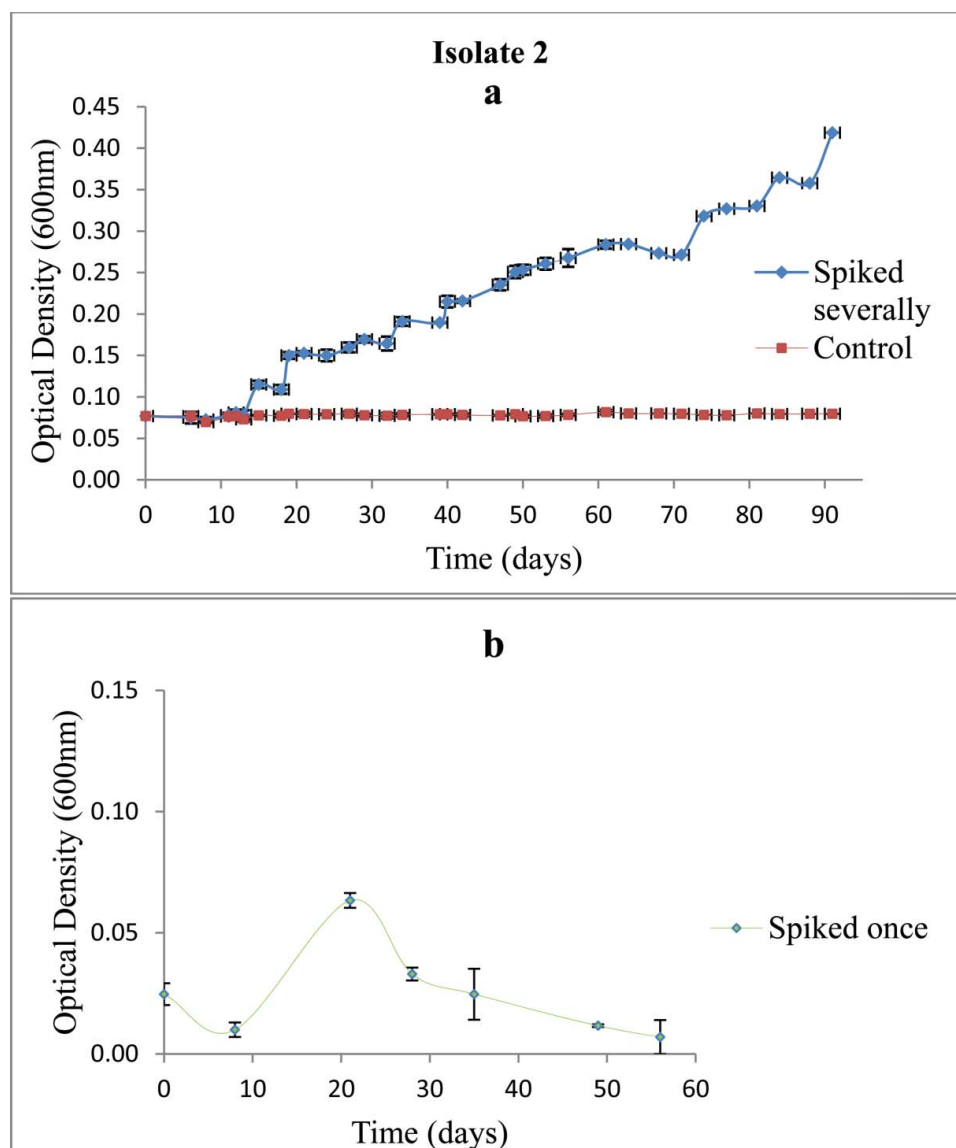 Isolate 2
a
Optical Density (600nm)
0.45
0.40
0.35
0.30
0.25
0.20
0.15
0.10
0.05
0.00
0 10 20 30 40 50 60 70 80 90
Time (days)
Spiked
severally
Control
b
Optical Density (600nm)
0.15
0.10
0.05
0.00
0 10 20 30 40 50 60
Time (days)
Spiked once